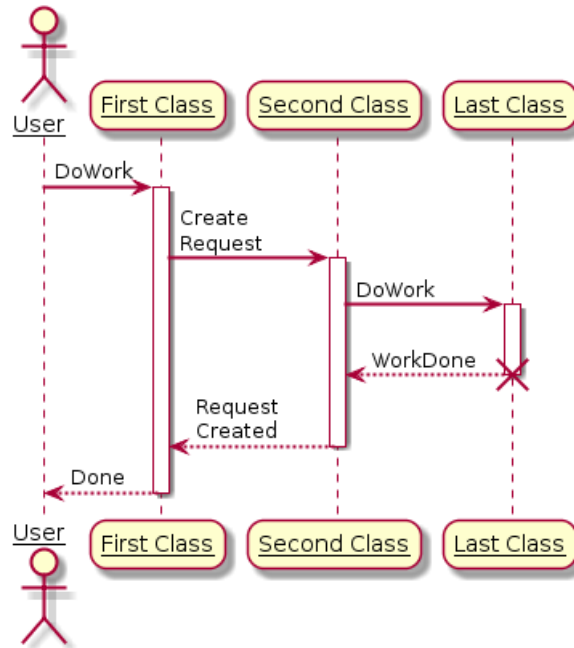 User
First Class
Second Class
Last Class
DoWork
Create
Request
DoWork
WorkDone
Request
Created
Done
User
First Class
Second Class
Last Class